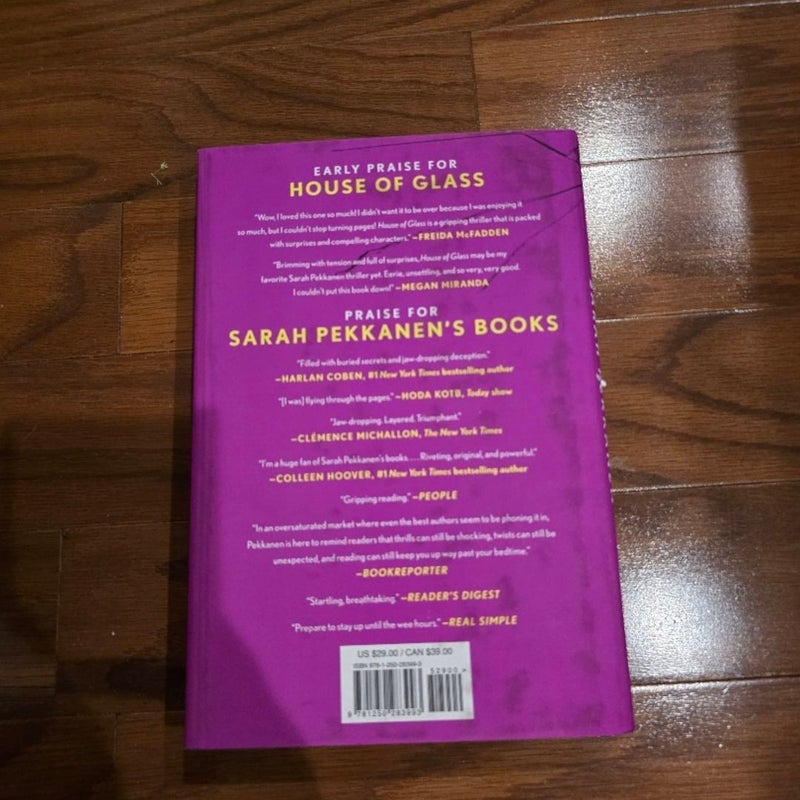 EARLY PRAISE FOR
HOUSE OF GLASS
"Wow, I loved this one so much! I didn't want it to be over because I was enjoying it
so much, but I couldn't stop turning pages! House of Glass is a gripping thriller that is packed
with surprises and compelling characters." —FREIDA McFADDEN
"Brimming with tension and full of surprises, House of Glass may be my
favorite Sarah Pekkanen thriller yet. Eerie, unsettling, and so very, very good.
I couldn't put this book down!" —MEGAN MIRANDA
PRAISE FOR
SARAH PEKKANEN'S BOOKS
"Filled with buried secrets and jaw-dropping deception."
—HARLAN COBEN, #1 New York Times bestselling author
"[I was] flying through the pages." —HODA KOTB, Today show
"Jaw-dropping. Layered. Triumphant."
—CLÉMENCE MICHALLON, The New York Times
"I'm a huge fan of Sarah Pekkanen's books. . . . Riveting, original, and powerful."
—COLLEEN HOOVER, #1 New York Times bestselling author
"Gripping reading." —PEOPLE
"In an oversaturated market where even the best authors seem to be phoning it in,
Pekkanen is here to remind readers that thrills can still be shocking, twists can still be
unexpected, and reading can still keep you up way past your bedtime."
—BOOKREPORTER
"Startling, breathtaking." —READER'S DIGEST
"Prepare to stay up until the wee hours." —REAL SIMPLE
US $29.00 / CAN $39.00
ISBN 978-1-250-28399-3
52900>
9 781250 283993